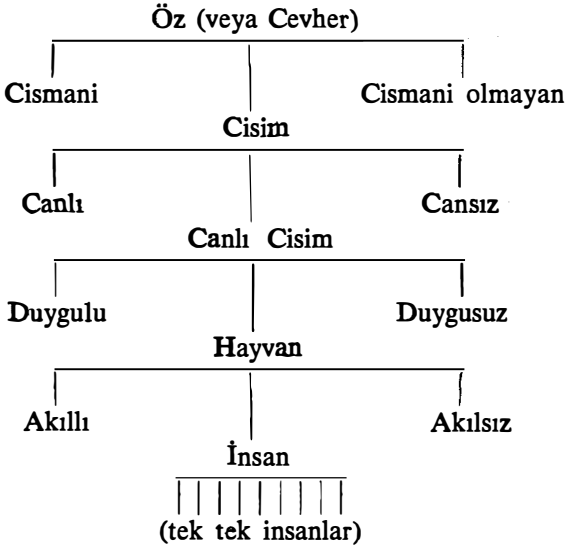 Öz (veya Cevher)
Cismani Cismani olmayan
Cisim
Canlı Cansız
Canlı Cisim
Duygulu Duygusuz
Hayvan
Akıllı Akılsız
İnsan
(tek tek insanlar)